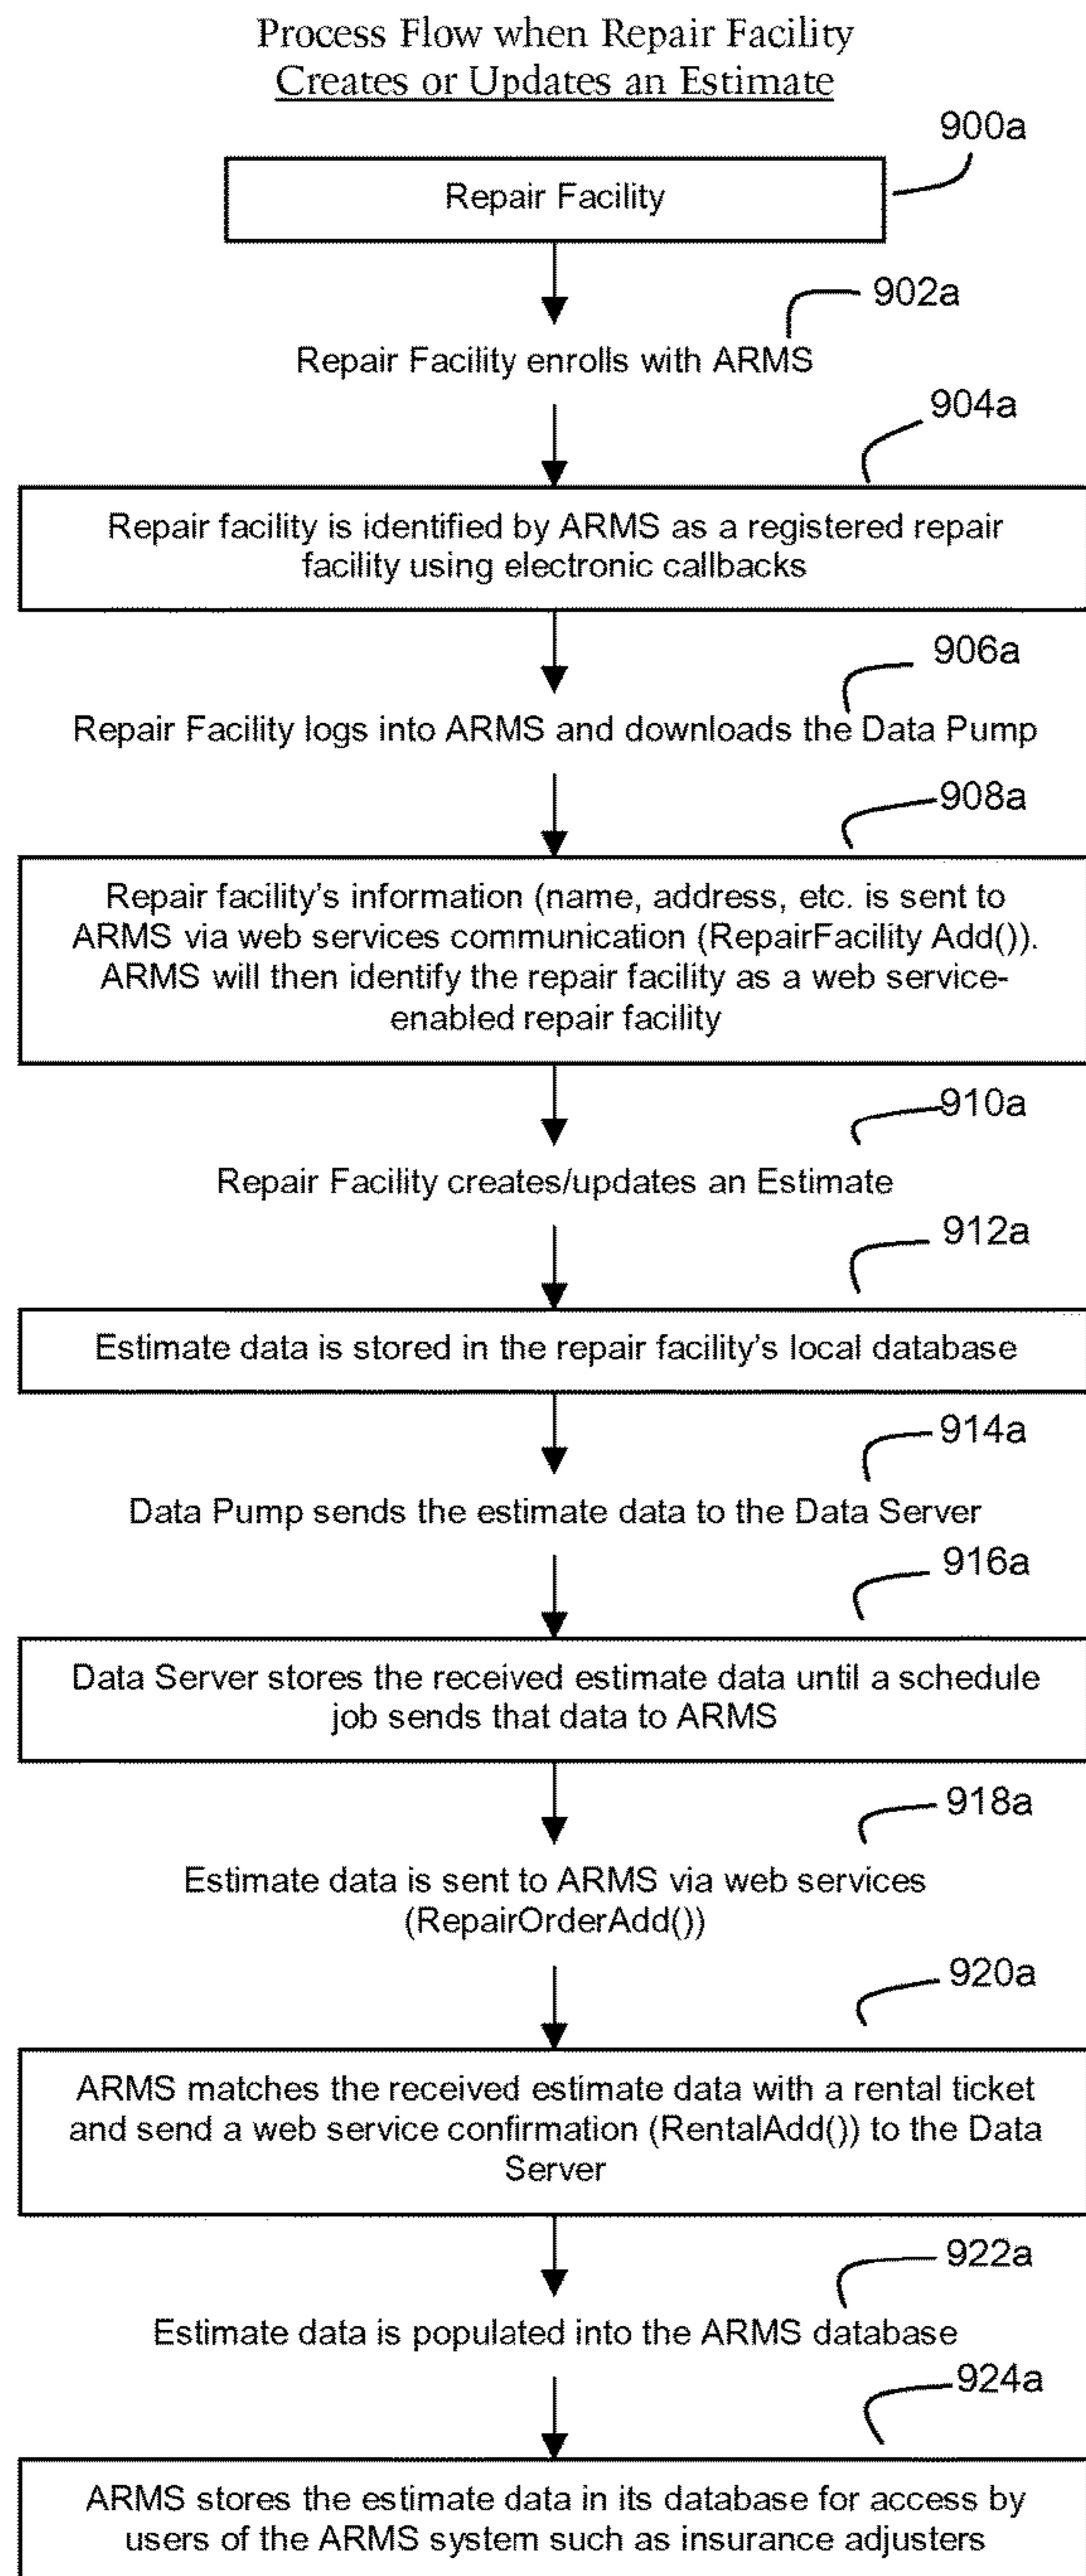 Process Flow when Repair Facility
Creates or Updates an Estimate
900a
Repair Facility
902a
Repair Facility enrolls with ARMS
904a
Repair facility is identified by ARMS as a registered repair
facility using electronic callbacks
906a
Repair Facility logs into ARMS and downloads the Data Pump
908a
Repair facility's information (name, address, etc. is sent to
ARMS via web services communication (RepairFacility Add()).
ARMS will then identify the repair facility as a web service-
enabled repair facility
910a
Repair Facility creates/updates an Estimate
912a
Estimate data is stored in the repair facility's local database
914a
Data Pump sends the estimate data to the Data Server
916a
Data Server stores the received estimate data until a schedule
job sends that data to ARMS
918a
Estimate data is sent to ARMS via web services
(RepairOrderAdd())
920a
ARMS matches the received estimate data with a rental ticket
and send a web service confirmation (RentalAdd()) to the Data
Server
922a
Estimate data is populated into the ARMS database
924a
ARMS stores the estimate data in its database for access by
users of the ARMS system such as insurance adjusters